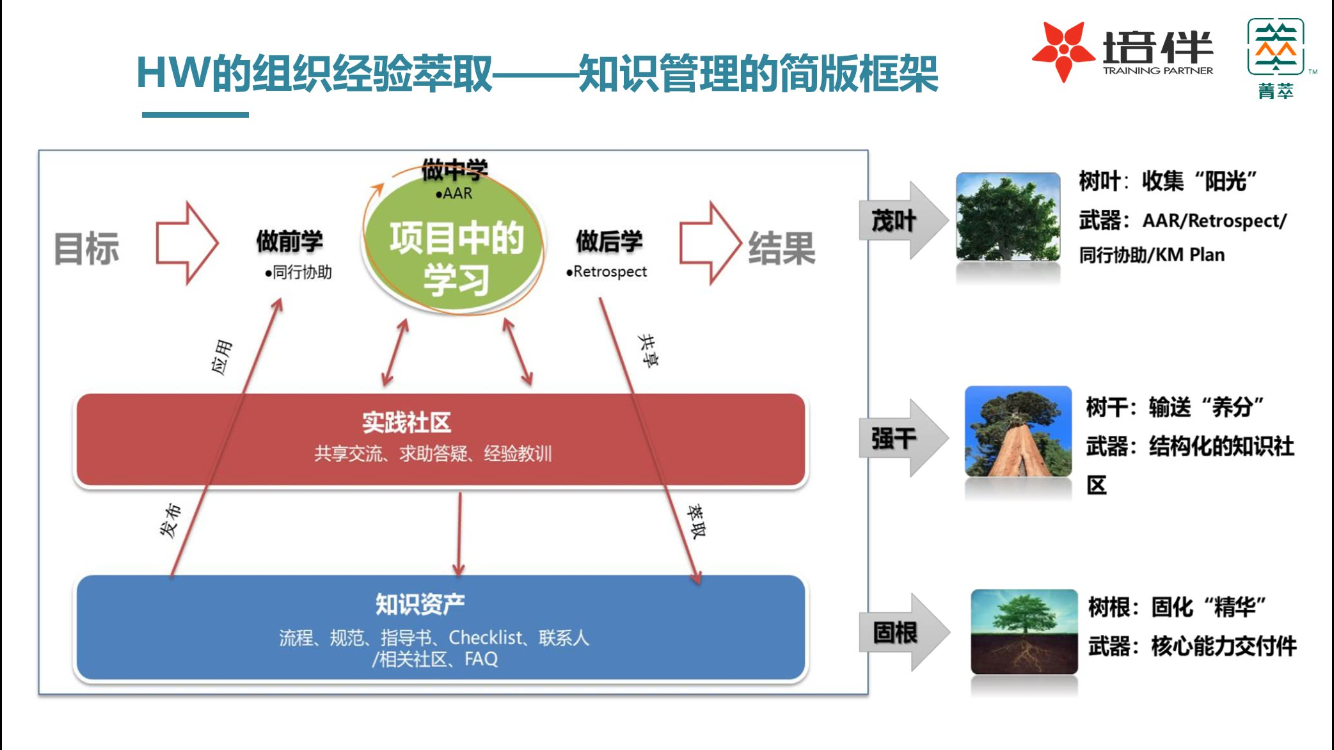 HW的组织经验萃取——知识管理的简版框架
培伴
TRAINING PARTNER
菁萃
TM
目标
做前学
•同行协助
做中学
•AAR
项目中的
学习
做后学
•Retrospect
结果
应用
共享
实践社区
共享交流、求助答疑、经验教训
发布
萃取
知识资产
流程、规范、指导书、Checklist、联系人
/相关社区、FAQ
茂叶
树叶：收集“阳光”
武器：AAR/Retrospect/
同行协助/KM Plan
强干
树干：输送“养分”
武器：结构化的知识社
区
固根
树根：固化“精华”
武器：核心能力交付件